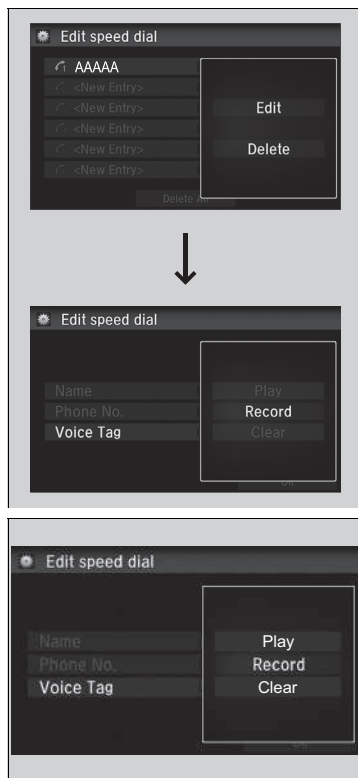 Edit speed dial
AAAAA
<New Entry>
<New Entry>
<New Entry>
<New Entry>
<New Entry>
Edit
Delete
Delete All
Edit speed dial
Name
Phone No.
Voice Tag
Play
Record
Clear
OK
Edit speed dial
Name
Phone No.
Voice Tag
Play
Record
Clear
OK